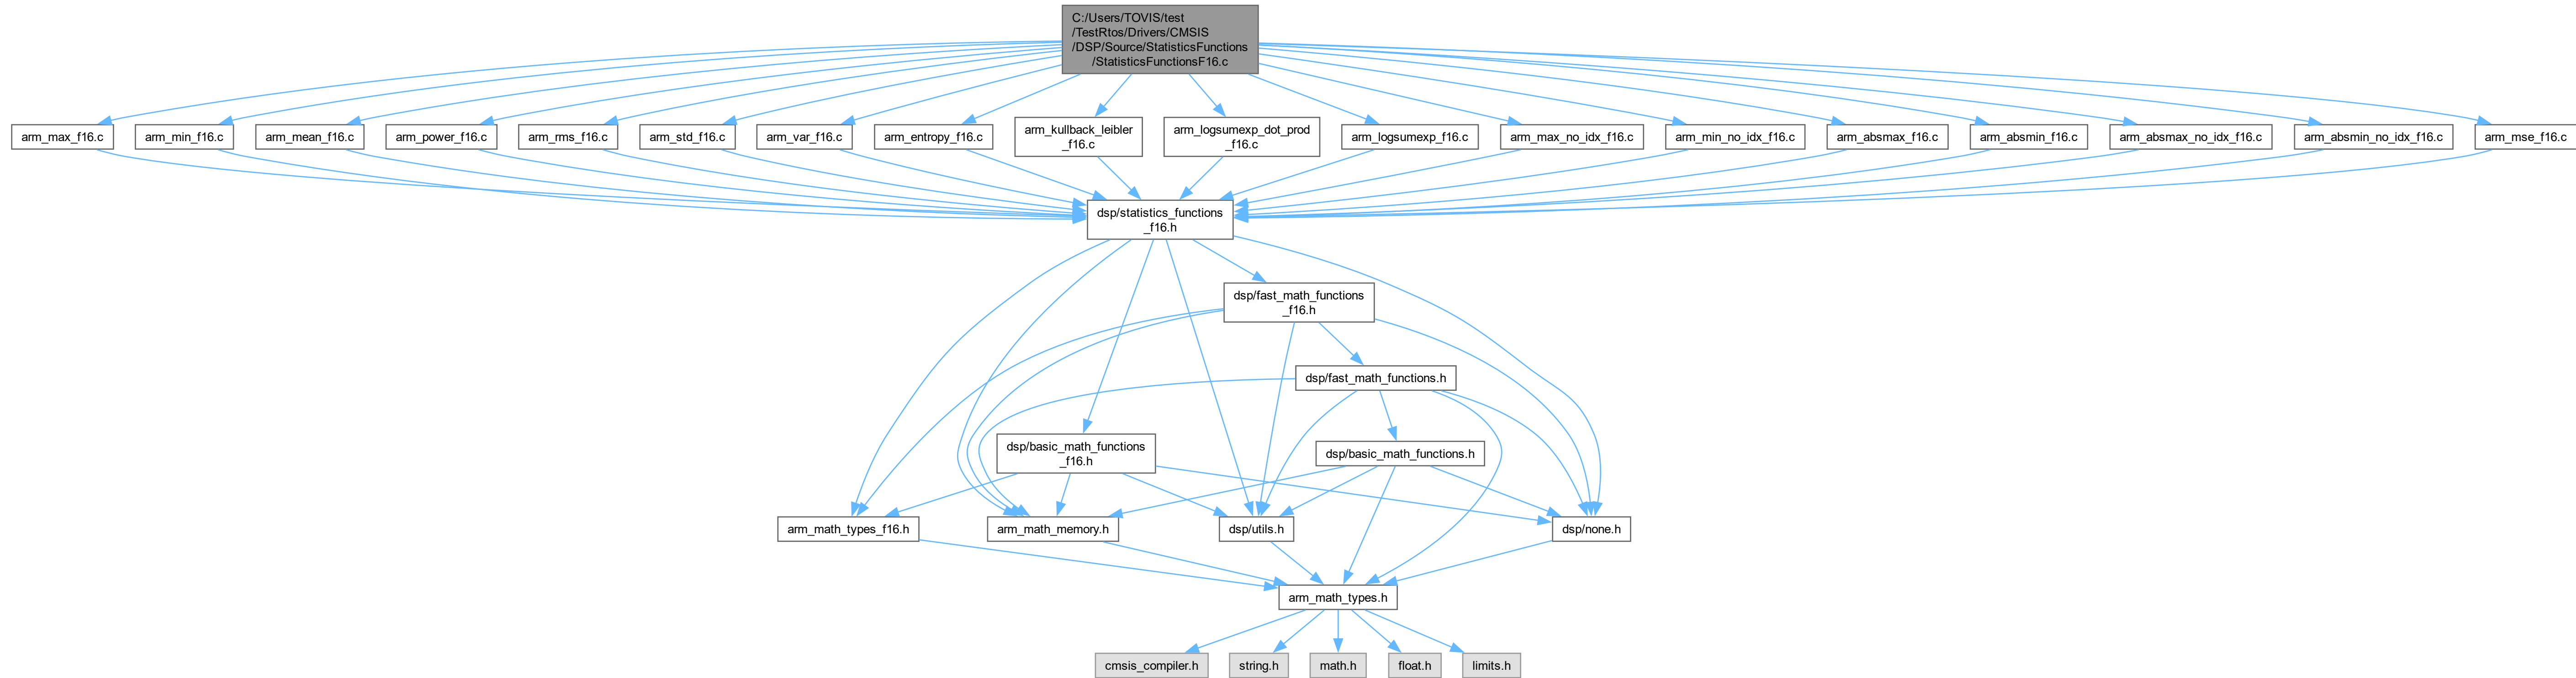 C:/Users/TOVIS/test
/TestRtos/Drivers/CMSIS
/DSP/Source/StatisticsFunctions
/StatisticsFunctionsF16.c
arm_max_f16.c
arm_min_f16.c
arm_mean_f16.c
arm_power_f16.c
arm_rms_f16.c
arm_std_f16.c
arm_var_f16.c
arm_entropy_f16.c
arm_kullback_leibler
_f16.c
arm_logsumexp_dot_prod
_f16.c
arm_logsumexp_f16.c
arm_max_no_idx_f16.c
arm_min_no_idx_f16.c
arm_absmax_f16.c
arm_absmin_f16.c
arm_absmax_no_idx_f16.c
arm_absmin_no_idx_f16.c
arm_mse_f16.c
dsp/statistics_functions
_f16.h
dsp/fast_math_functions
_f16.h
dsp/fast_math_functions.h
dsp/basic_math_functions
_f16.h
dsp/basic_math_functions.h
arm_math_types_f16.h
arm_math_memory.h
dsp/utils.h
dsp/none.h
arm_math_types.h
cmsis_compiler.h
string.h
math.h
float.h
limits.h